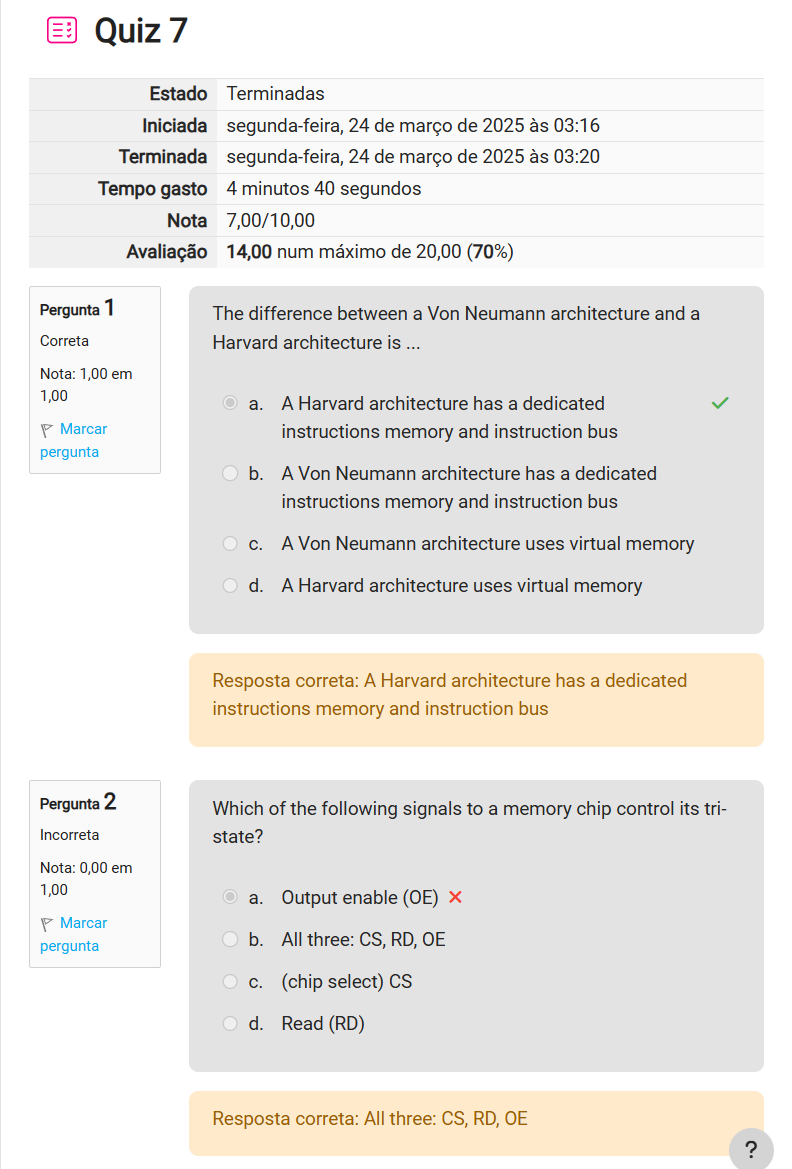 Quiz 7
Estado Terminadas
Iniciada segunda-feira, 24 de março de 2025 às 03:16
Terminada segunda-feira, 24 de março de 2025 às 03:20
Tempo gasto 4 minutos 40 segundos
Nota 7,00/10,00
Avaliação 14,00 num máximo de 20,00 (70%)
Pergunta 1
Correta
Nota: 1,00 em
1,00
Marcar
pergunta
The difference between a Von Neumann architecture and a
Harvard architecture is ...
a. A Harvard architecture has a dedicated
instructions memory and instruction bus
b. A Von Neumann architecture has a dedicated
instructions memory and instruction bus
c. A Von Neumann architecture uses virtual memory
d. A Harvard architecture uses virtual memory
Resposta correta: A Harvard architecture has a dedicated
instructions memory and instruction bus
Pergunta 2
Incorreta
Nota: 0,00 em
1,00
Marcar
pergunta
Which of the following signals to a memory chip control its tri-
state?
a. Output enable (OE)
b. All three: CS, RD, OE
c. (chip select) CS
d. Read (RD)
Resposta correta: All three: CS, RD, OE
?